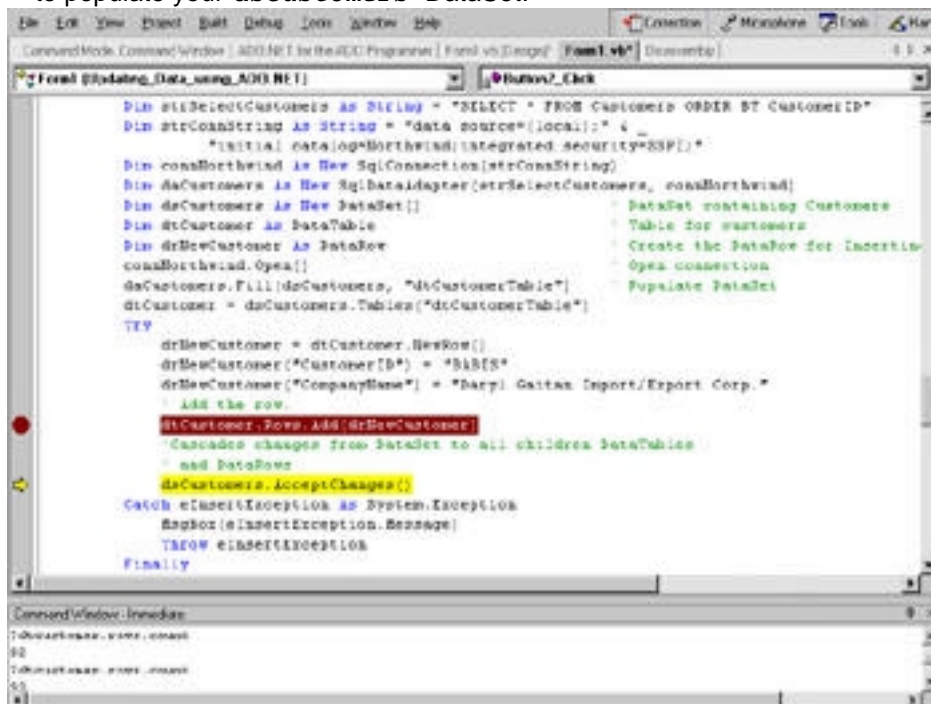 to populate your dsCustomers DataSet.
File Edit View Project Build Debug Tools Window Help Connection Microphone Tools
Command Mode. Command Window ADO.NET for the ADO Programmer Form1.vb [Design]* Form1.vb* Disassembly
Form1 (Updating_Data_using_ADO.NET) Button2_Click
Dim strSelectCustomers As String = "SELECT * FROM Customers ORDER BY CustomerID"
Dim strConnString As String = "data source=(local);" & _
"initial catalog=Northwind;integrated security=SSPI;"
Dim connNorthwind As New SqlConnection(strConnString)
Dim daCustomers As New SqlDataAdapter(strSelectCustomers, connNorthwind)
Dim dsCustomers As New DataSet() ' DataSet containing Customers
Dim dtCustomer As DataTable ' Table for customers
Dim drNewCustomer As DataRow ' Create the DataRow for Insertin
connNorthwind.Open() ' Open connection
daCustomers.Fill(dsCustomers, "dtCustomerTable") ' Populate DataSet
dtCustomer = dsCustomers.Tables("dtCustomerTable")
Try
drNewCustomer = dtCustomer.NewRow()
drNewCustomer("CustomerID") =
drNewCustomer("CompanyName") = "Daryl Gaitan Import/Export Corp."
' Add the row.
dtCustomer.Rows.Add(drNewCustomer)
'Cascades changes from DataSet to all children DataTables
' and DataRows
dsCustomers.AcceptChanges()
Catch eInsertException As System.Exception
MsgBox(eInsertException.Message)
Throw eInsertException
Finally
Command Window - Immediate
?dtcustomer.rows.count
92
?dtcustomer.rows.count